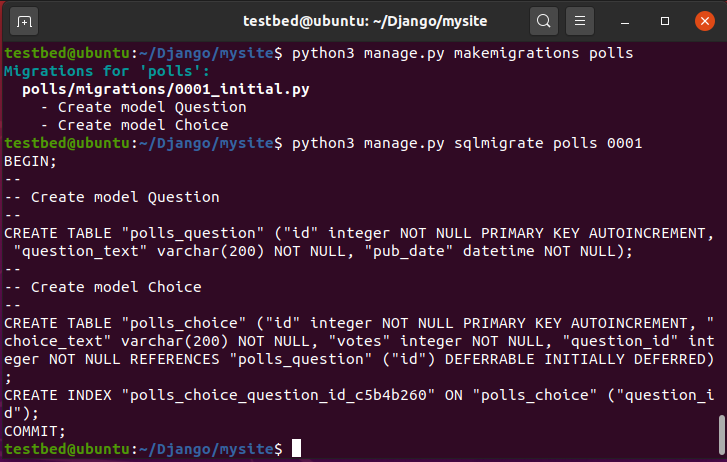 testbed@ubuntu: ~/Django/mysite
testbed@ubuntu:~/Django/mysite$ python3 manage.py makemigrations polls
Migrations for 'polls':
  polls/migrations/0001_initial.py
    - Create model Question
    - Create model Choice
testbed@ubuntu:~/Django/mysite$ python3 manage.py sqlmigrate polls 0001
BEGIN;
--
-- Create model Question
--
CREATE TABLE "polls_question" ("id" integer NOT NULL PRIMARY KEY AUTOINCREMENT,
 "question_text" varchar(200) NOT NULL, "pub_date" datetime NOT NULL);
--
-- Create model Choice
--
CREATE TABLE "polls_choice" ("id" integer NOT NULL PRIMARY KEY AUTOINCREMENT, "
choice_text" varchar(200) NOT NULL, "votes" integer NOT NULL, "question_id" int
eger NOT NULL REFERENCES "polls_question" ("id") DEFERRABLE INITIALLY DEFERRED)
;
CREATE INDEX "polls_choice_question_id_c5b4b260" ON "polls_choice" ("question_i
d");
COMMIT;
testbed@ubuntu:~/Django/mysite$